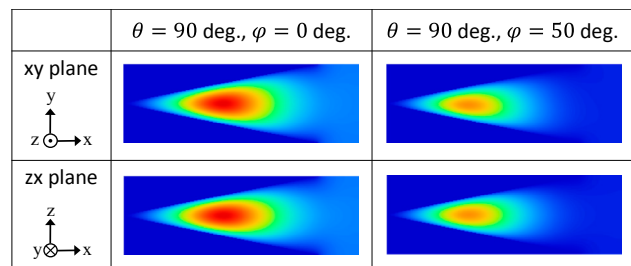 θ = 90 deg., φ = 0 deg.
θ = 90 deg., φ = 50 deg.
xy plane
y
z
x
zx plane
z
y
x